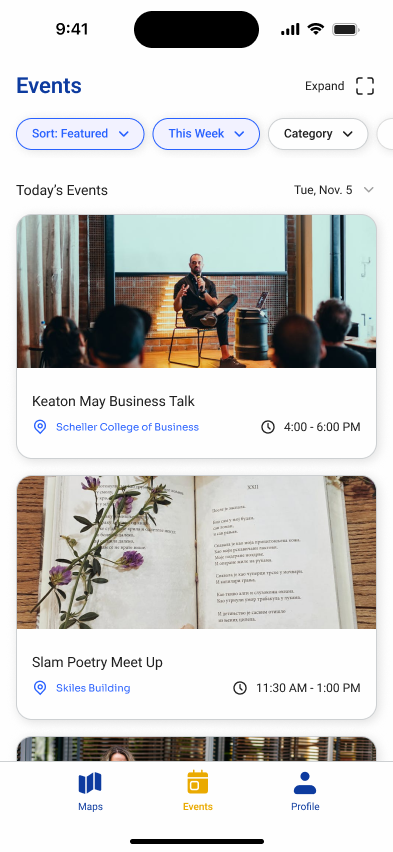 9:41
Events
Expand
Sort: Featured
This Week
Category
Today's Events
Tue, Nov. 5
Keaton May Business Talk
Scheller College of Business
4:00 - 6:00 PM
XXII
Slam Poetry Meet Up
Skiles Building
11:30 AM - 1:00 PM
Maps
Events
Profile